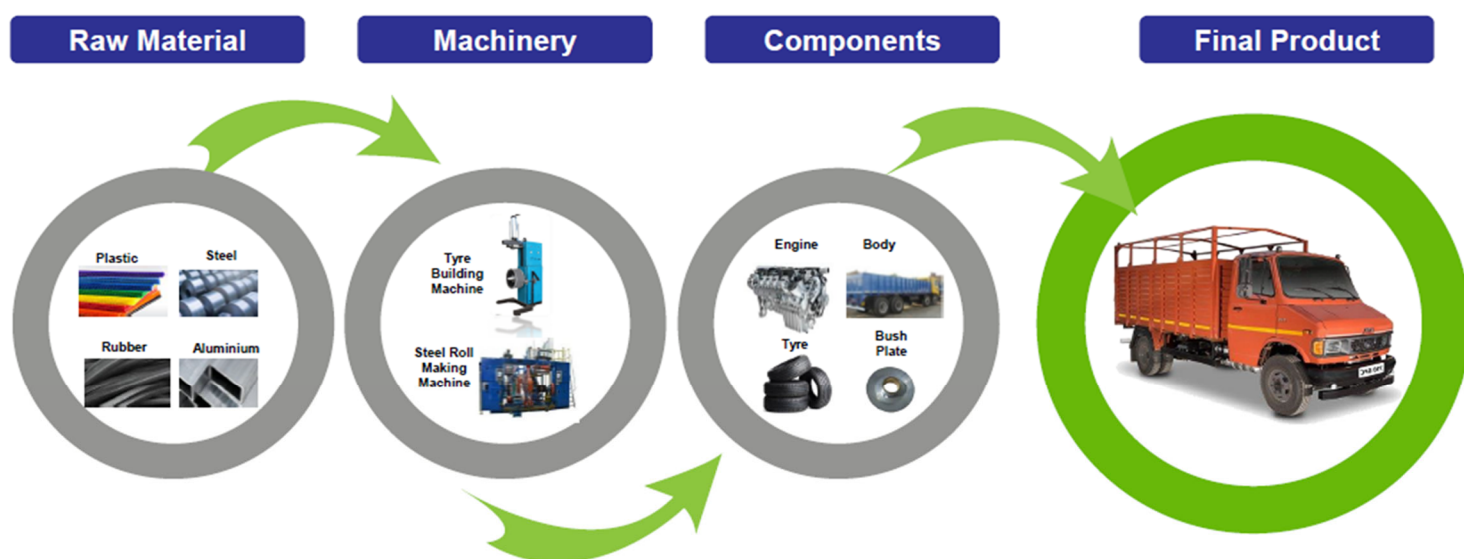 Raw Material
Machinery
Components
Final Product
Plastic
Steel
Rubber
Aluminium
Tyre
Building
Machine
Steel Roll
Making
Machine
Engine
Body
Tyre
Bush
Plate